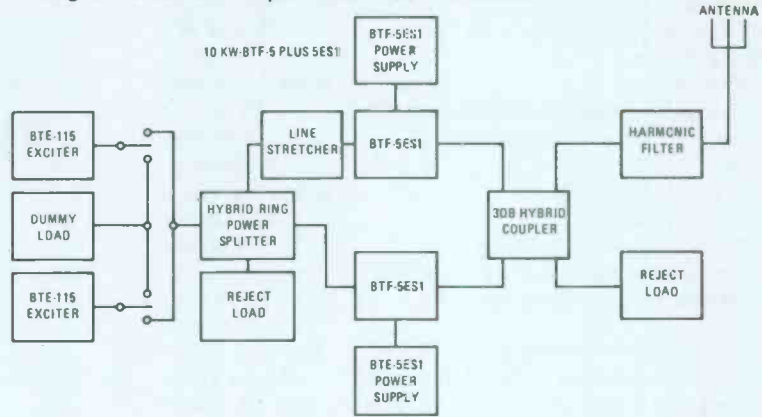 ANTENNA
10 KW-BTF-5 PLUS 5ES1
BTF-5ES1
POWER
SUPPLY
BTE-115
EXCITER
LINE
STRETCHER
BTF-5ES1
HARMONIC
FILTER
DUMMY
LOAD
HYBRID RING
POWER
SPLITTER
3DB HYBRID
COUPLER
BTE-115
EXCITER
REJECT
LOAD
BTF-5ES1
REJECT
LOAD
BTE-5ES1
POWER
SUPPLY